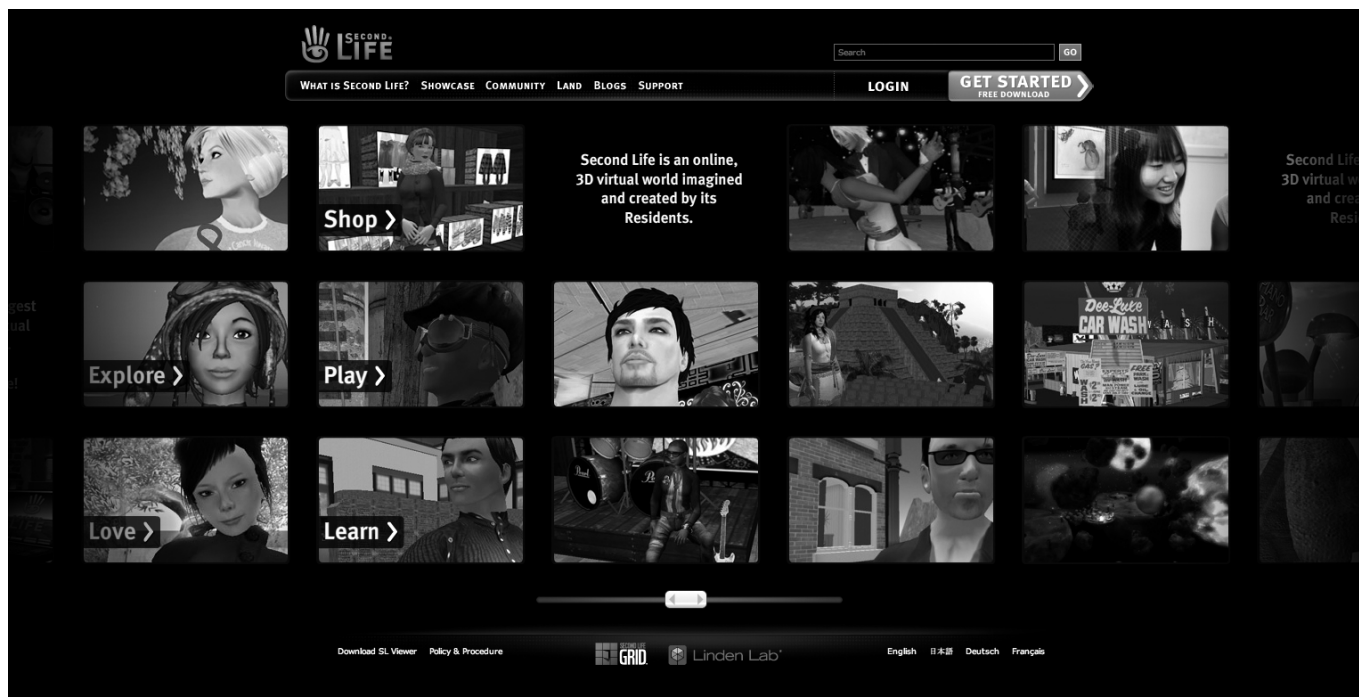 SECOND
LIFE
Search
GO
WHAT IS SECOND LIFE? SHOWCASE COMMUNITY LAND BLOGS SUPPORT
LOGIN
GET STARTED
FREE DOWNLOAD
Shop >
Second Life is an online,
3D virtual world imagined
and created by its
Residents.
Second Life
3D virtual w
and crea
Resi
Explore >
Play >
Dee-Luxe
CAR WASH
WASH
FREE
Love >
Learn >
Pearl
Download SL Viewer Policy & Procedure
SECOND LIFE
GRID
Linden Lab
English 日本語 Deutsch Français